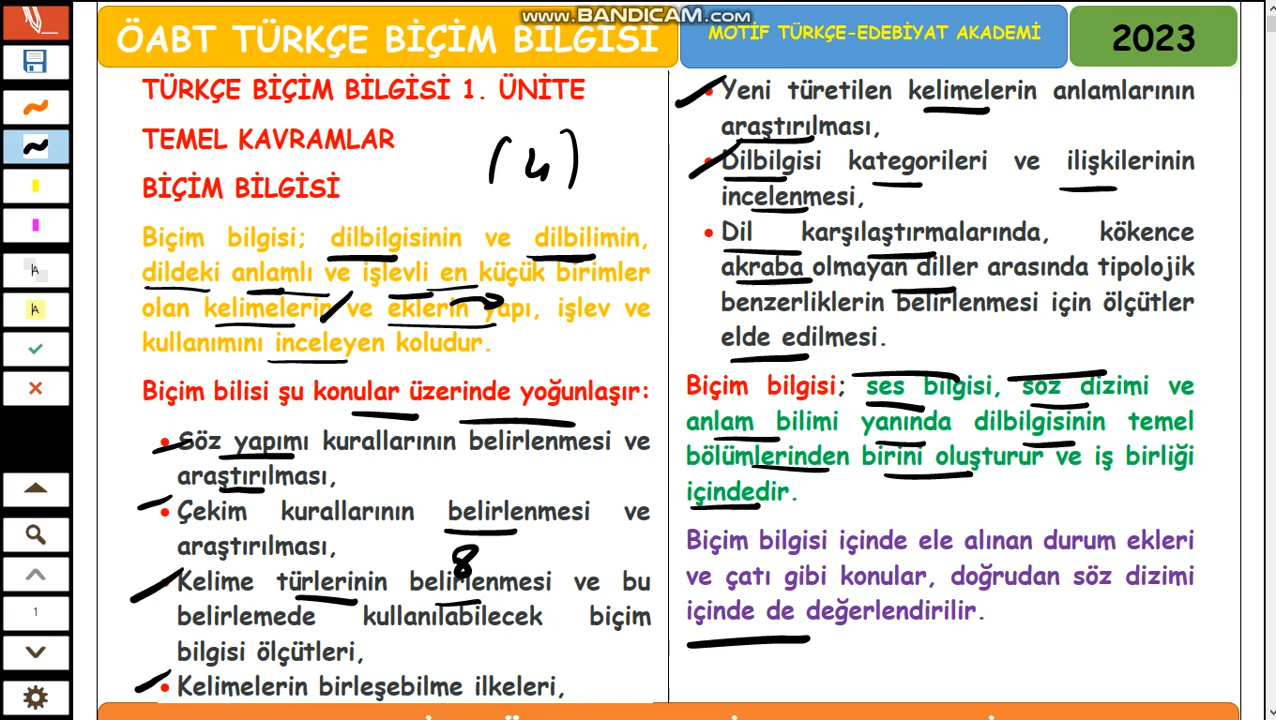 www.BANDICAM.com
ÖABT TÜRKÇE BİÇİM BİLGİSİ
MOTİF TÜRKÇE-EDEBİYAT AKADEMİ
2023
TÜRKÇE BİÇİM BİLGİSİ 1. ÜNİTE
TEMEL KAVRAMLAR
(4)
BİÇİM BİLGİSİ
Biçim bilgisi; dilbilgisinin ve dilbilimin,
dildeki anlamlı ve işlevli en küçük birimler
olan kelimelerin ve eklerin yapı, işlev ve
kullanımını inceleyen koludur.
Biçim bilisi şu konular üzerinde yoğunlaşır:
• Söz yapımı kurallarının belirlenmesi ve
araştırılması,
• Çekim kurallarının belirlenmesi ve
araştırılması,
8
• Kelime türlerinin belirlenmesi ve bu
belirlemede kullanılabilecek biçim
bilgisi ölçütleri,
• Kelimelerin birleşebilme ilkeleri,
• Yeni türetilen kelimelerin anlamlarının
araştırılması,
• Dilbilgisi kategorileri ve ilişkilerinin
incelenmesi,
• Dil karşılaştırmalarında, kökence
akraba olmayan diller arasında tipolojik
benzerliklerin belirlenmesi için ölçütler
elde edilmesi.
Biçim bilgisi; ses bilgisi, söz dizimi ve
anlam bilimi yanında dilbilgisinin temel
bölümlerinden birini oluşturur ve iş birliği
içindedir.
Biçim bilgisi içinde ele alınan durum ekleri
ve çatı gibi konular, doğrudan söz dizimi
içinde de değerlendirilir.
1